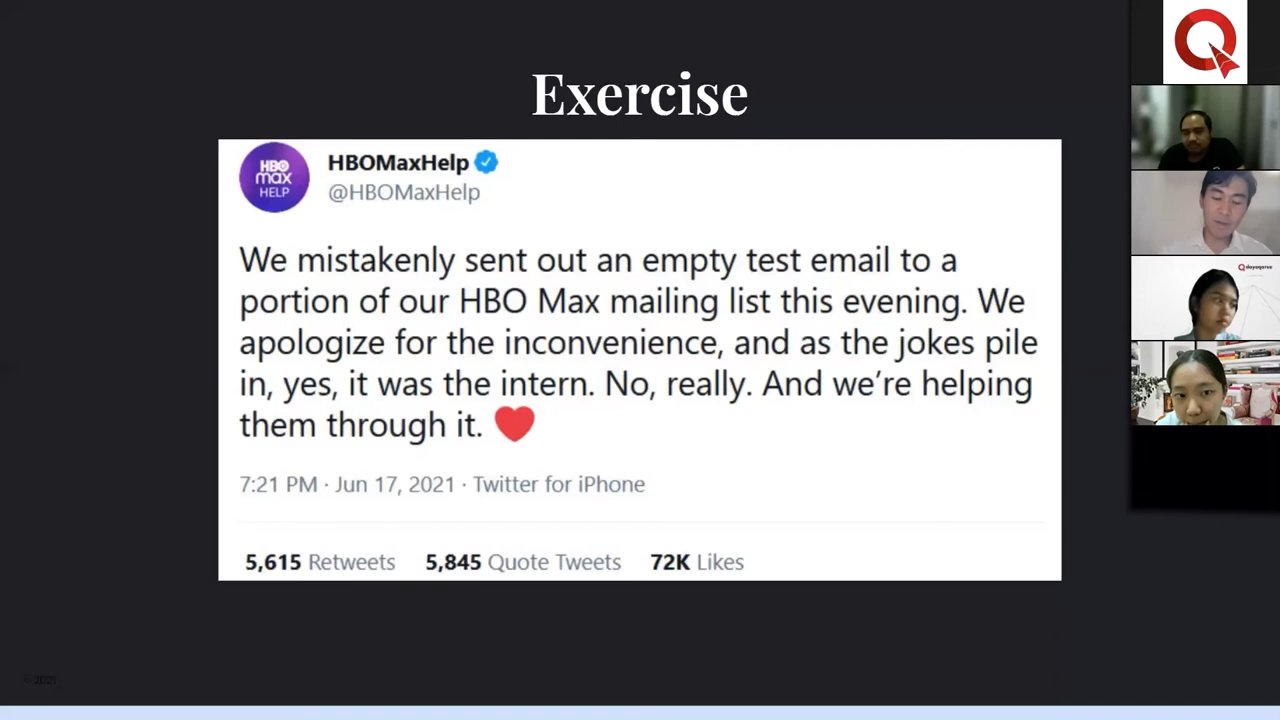 Exercise
HBO
max
HELP
HBOMaxHelp
@HBOMaxHelp
We mistakenly sent out an empty test email to a
portion of our HBO Max mailing list this evening. We
apologize for the inconvenience, and as the jokes pile
in, yes, it was the intern. No, really. And we're helping
them through it. ❤️
7:21 PM · Jun 17, 2021 · Twitter for iPhone
5,615 Retweets 5,845 Quote Tweets 72K Likes
© 2021